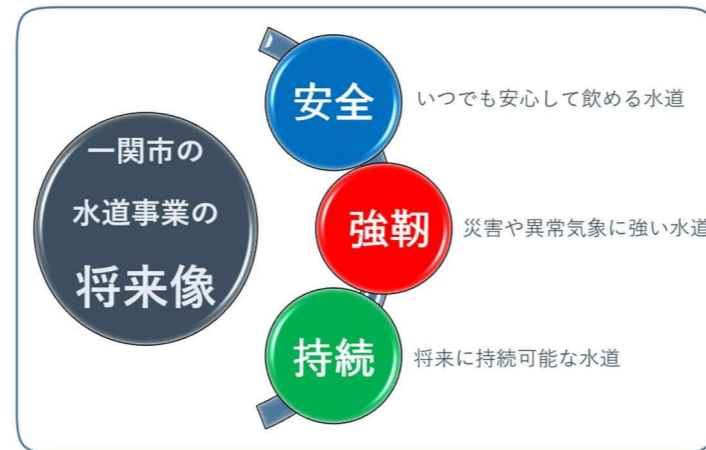 一関市の
水道事業の
将来像
安全
いつでも安心して飲める水道
強靭
災害や異常気象に強い水道
持続
将来に持続可能な水道